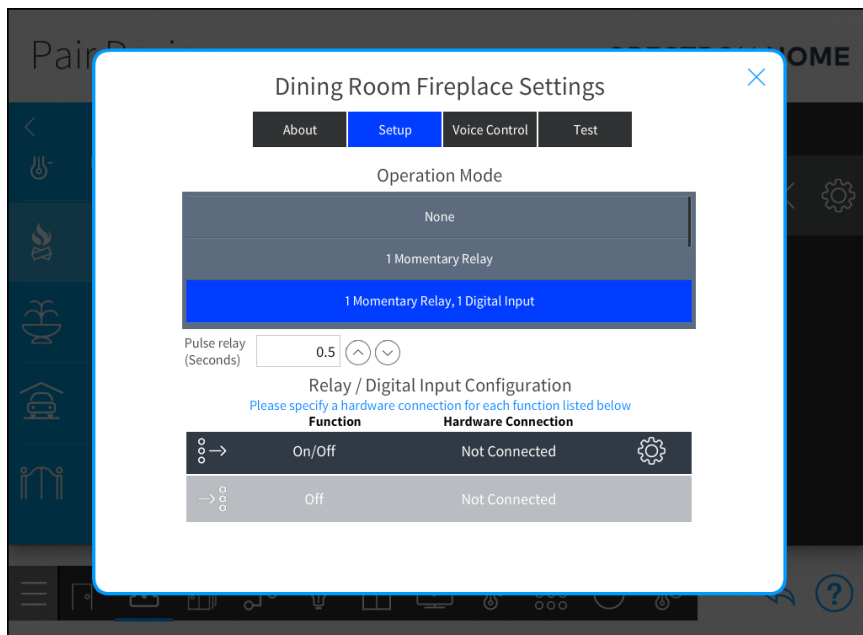 Pair
HOME
Dining Room Fireplace Settings
About Setup Voice Control Test
Operation Mode
None
1 Momentary Relay
1 Momentary Relay, 1 Digital Input
Pulse relay
(Seconds)
0.5
Relay / Digital Input Configuration
Please specify a hardware connection for each function listed below
Function Hardware Connection
On/Off Not Connected
Off Not Connected
?